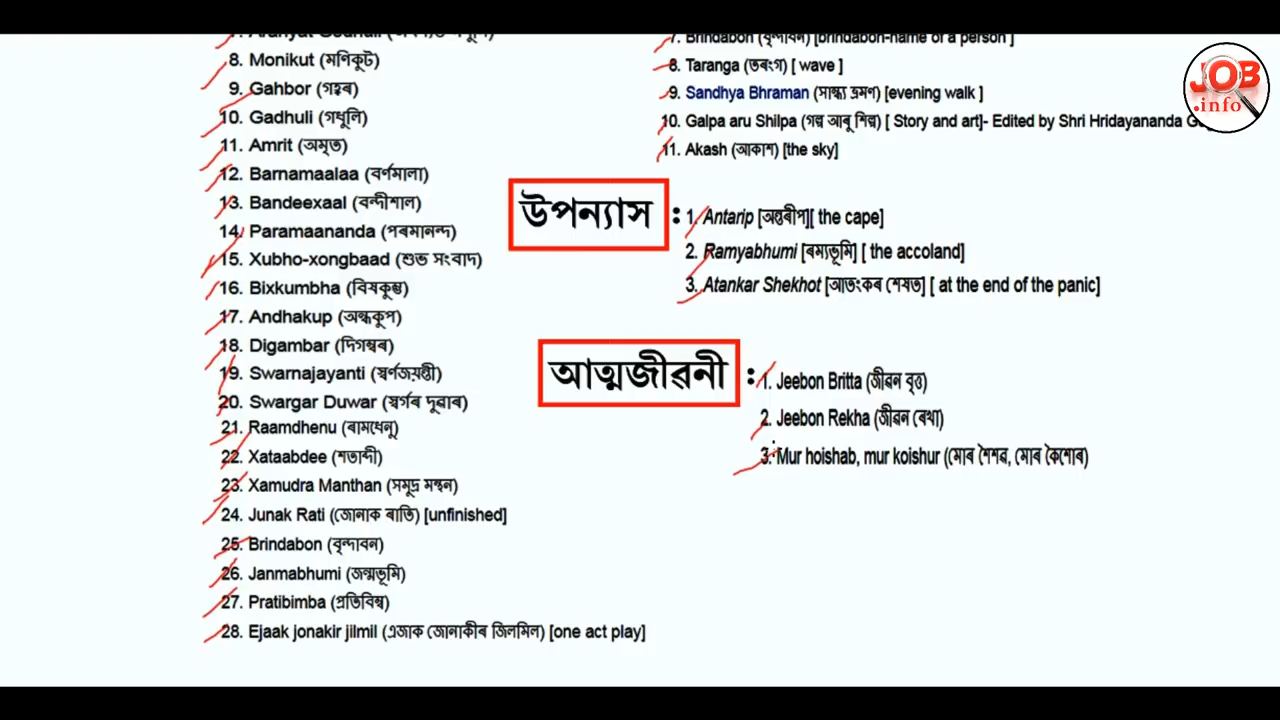 8. Monikut (মণিকুট)
9. Gahbor (গহ্বৰ)
10. Gadhuli (গধুলি)
11. Amrit (অমৃত)
12. Barnamaalaa (বৰ্ণমালা)
13. Bandeexaal (বন্দীশাল)
14. Paramaananda (পৰমানন্দ)
15. Xubho-xongbaad (শুভ সংবাদ)
16. Bixkumbha (বিষকুম্ভ)
17. Andhakup (অন্ধকুপ)
18. Digambar (দিগম্বৰ)
19. Swarnajayanti (স্বৰ্ণজয়ন্তী)
20. Swargar Duwar (স্বৰ্গৰ দুৱাৰ)
21. Raamdhenu (ৰামধেনু)
22. Xataabdee (শতাব্দী)
23. Xamudra Manthan (সমুদ্ৰ মন্থন)
24. Junak Rati (জোনাক ৰাতি) [unfinished]
25. Brindabon (বৃন্দাবন)
26. Janmabhumi (জন্মভূমি)
27. Pratibimba (প্ৰতিবিম্ব)
28. Ejaak jonakir jilmil (এজাক জোনাকীৰ জিলমিল) [one act play]
7. Brindabon (বৃন্দাবন) [brindabon-name of a person ]
8. Taranga (তৰংগ) [ wave ]
9. Sandhya Bhraman (সান্ধ্য ভ্ৰমণ) [evening walk ]
10. Galpa aru Shilpa (গল্প আৰু শিল্প) [ Story and art]- Edited by Shri Hridayananda
11. Akash (আকাশ) [the sky]
উপন্যাস :
1. Antarip [অন্তৰীপ][ the cape]
2. Ramyabhumi [ৰম্যভূমি] [ the accoland]
3. Atankar Shekhot [আতংকৰ শেষত] [ at the end of the panic]
আত্মজীৱনী :
1. Jeebon Britta (জীৱন বৃত্ত)
2. Jeebon Rekha (জীৱন ৰেখা)
3. Mur hoishab, mur koishur ((মোৰ শৈশৱ, মোৰ কৈশোৰ)
JOB
.info